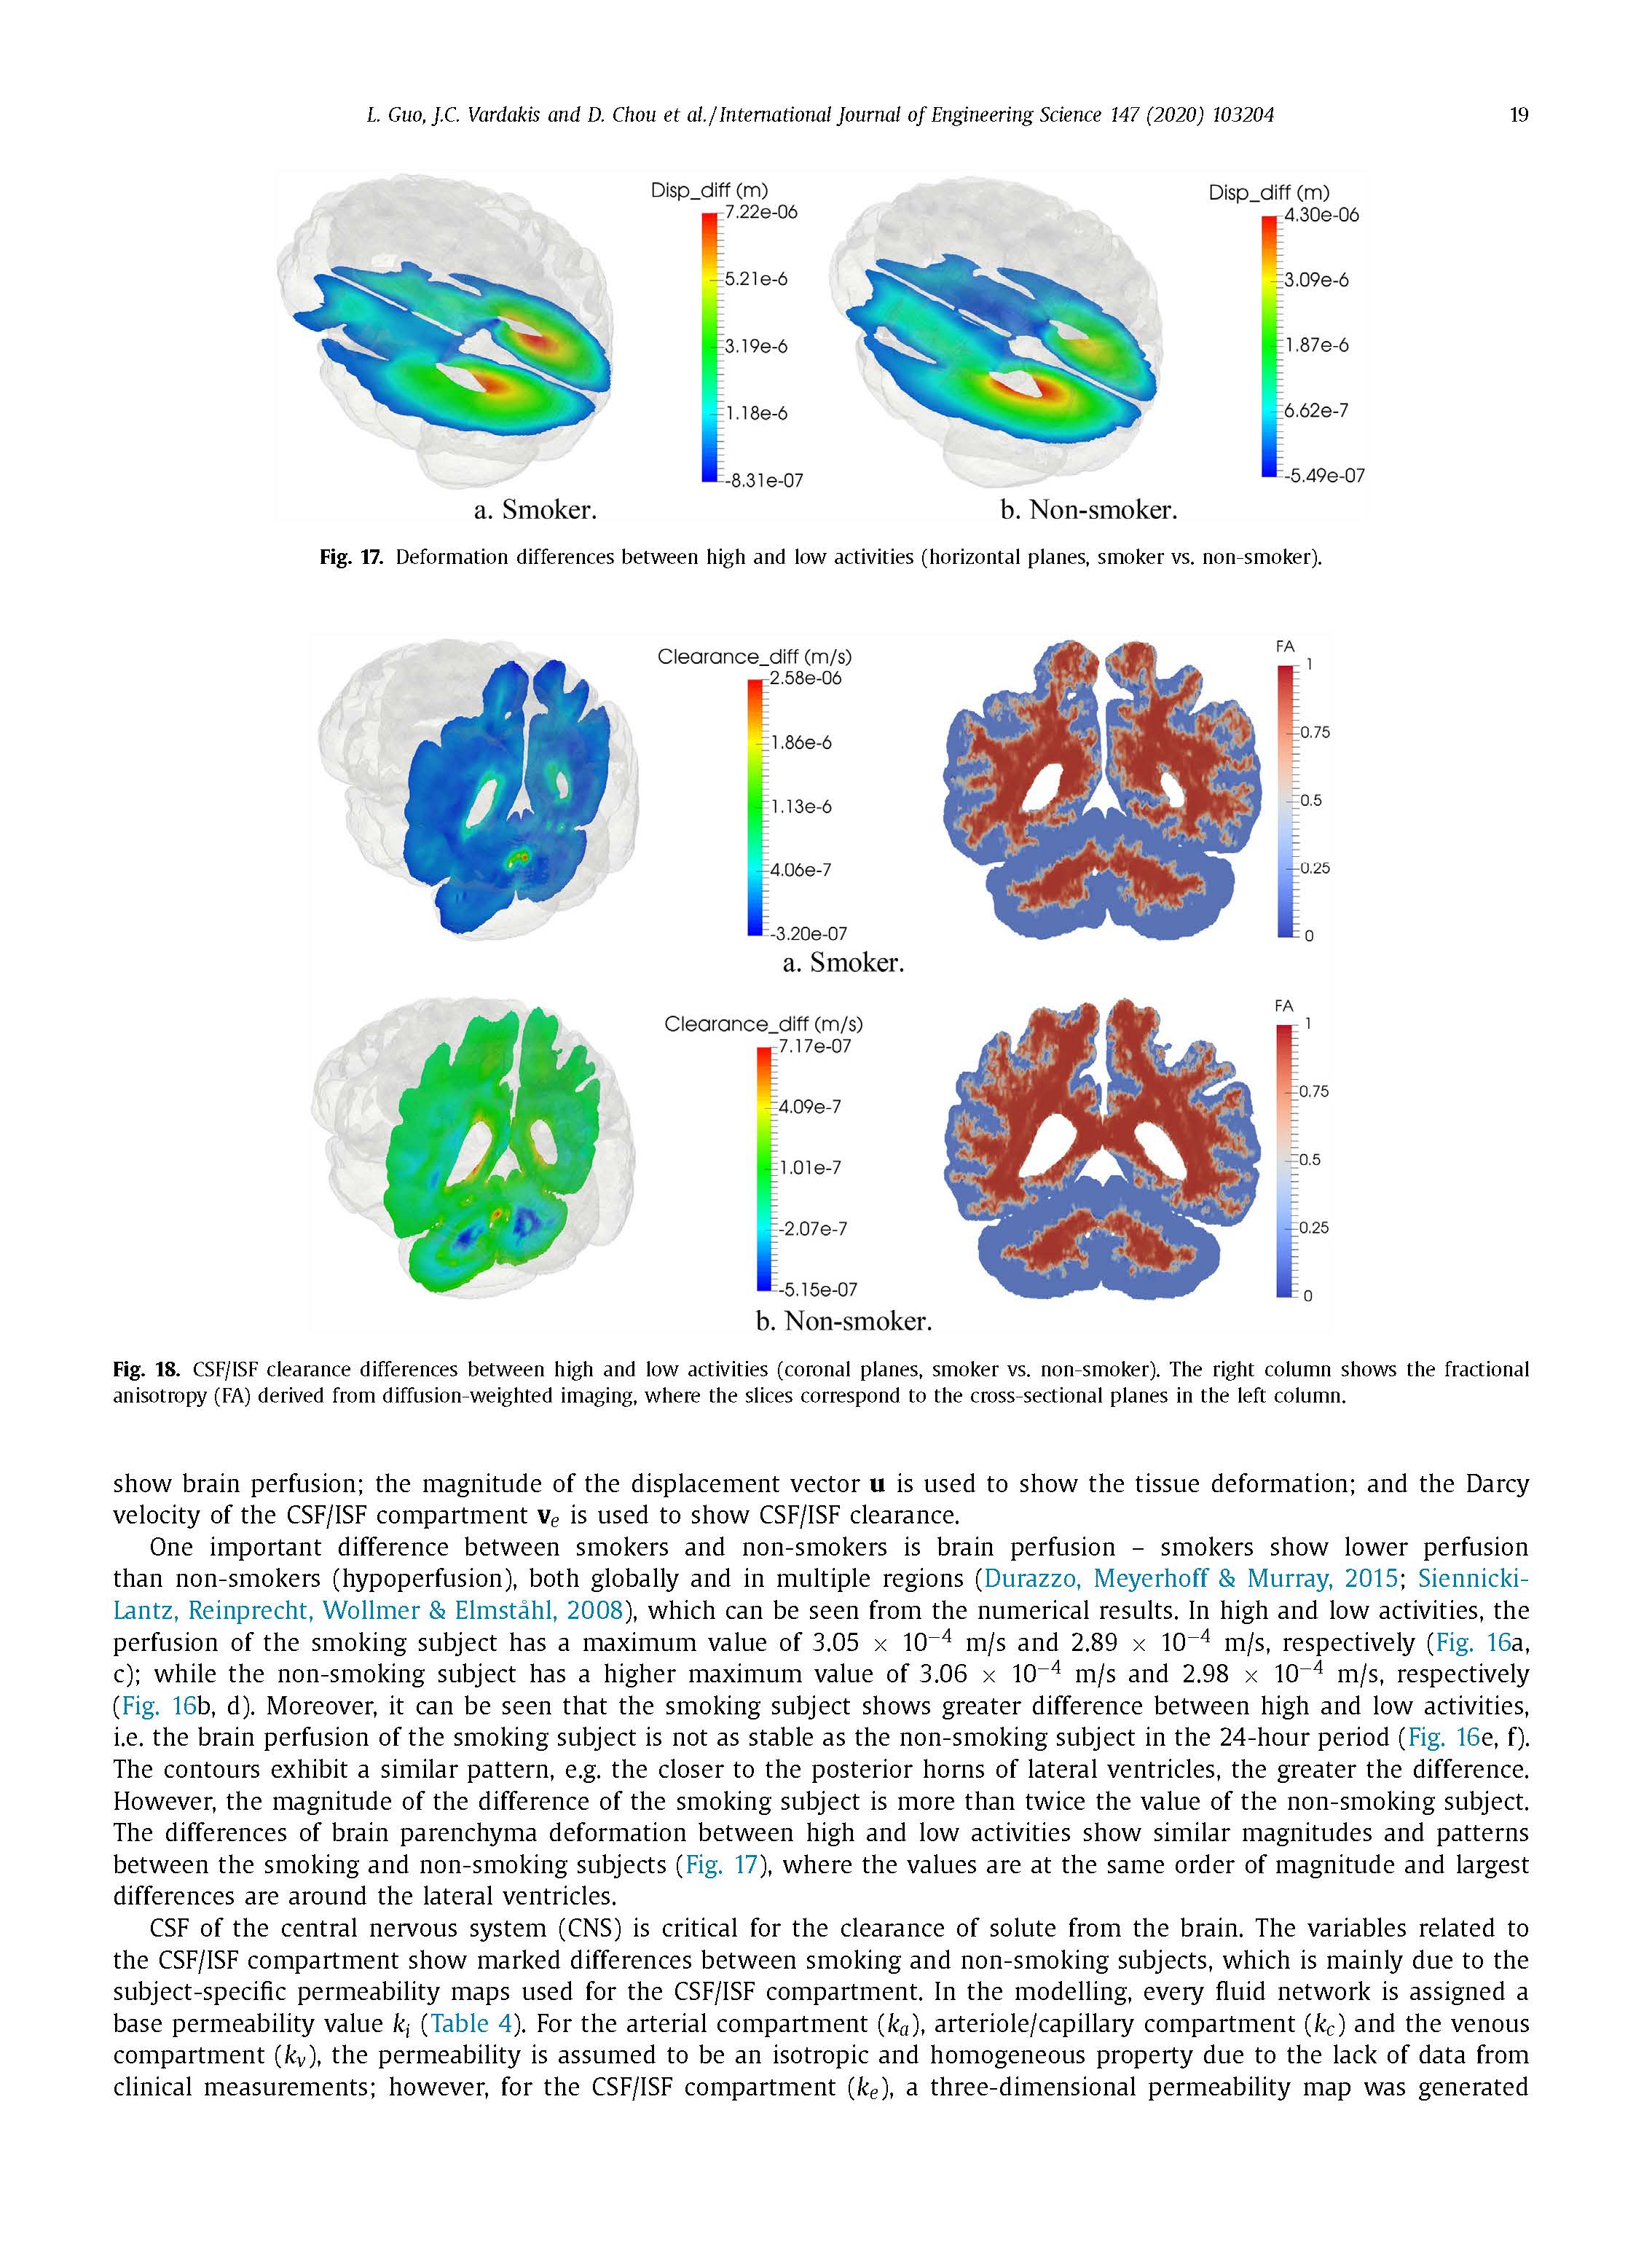 L. Guo, J.C. Vardakis and D. Chou et al. / International Journal of Engineering Science 147 (2020) 103204 19
Disp_diff (m)
7.22e-06
5.21e-6
3.19e-6
1.18e-6
-8.31e-07
a. Smoker.
Disp_diff (m)
4.30e-06
3.09e-6
1.87e-6
6.62e-7
-5.49e-07
b. Non-smoker.
Fig. 17. Deformation differences between high and low activities (horizontal planes, smoker vs. non-smoker).
Clearance_diff (m/s)
2.58e-06
1.86e-6
1.13e-6
4.06e-7
-3.20e-07
FA
1
0.75
0.5
0.25
0
a. Smoker.
Clearance_diff (m/s)
7.17e-07
4.09e-7
1.01e-7
-2.07e-7
-5.15e-07
FA
1
0.75
0.5
0.25
0
b. Non-smoker.
Fig. 18. CSF/ISF clearance differences between high and low activities (coronal planes, smoker vs. non-smoker). The right column shows the fractional
anisotropy (FA) derived from diffusion-weighted imaging, where the slices correspond to the cross-sectional planes in the left column.
show brain perfusion; the magnitude of the displacement vector u is used to show the tissue deformation; and the Darcy
velocity of the CSF/ISF compartment vₑ is used to show CSF/ISF clearance.
One important difference between smokers and non-smokers is brain perfusion – smokers show lower perfusion
than non-smokers (hypoperfusion), both globally and in multiple regions (Durazzo, Meyerhoff & Murray, 2015; Siennicki-
Lantz, Reinprecht, Wollmer & Elmståhl, 2008), which can be seen from the numerical results. In high and low activities, the
perfusion of the smoking subject has a maximum value of 3.05 × 10⁻⁴ m/s and 2.89 × 10⁻⁴ m/s, respectively (Fig. 16a,
c); while the non-smoking subject has a higher maximum value of 3.06 × 10⁻⁴ m/s and 2.98 × 10⁻⁴ m/s, respectively
(Fig. 16b, d). Moreover, it can be seen that the smoking subject shows greater difference between high and low activities,
i.e. the brain perfusion of the smoking subject is not as stable as the non-smoking subject in the 24-hour period (Fig. 16e, f).
The contours exhibit a similar pattern, e.g. the closer to the posterior horns of lateral ventricles, the greater the difference.
However, the magnitude of the difference of the smoking subject is more than twice the value of the non-smoking subject.
The differences of brain parenchyma deformation between high and low activities show similar magnitudes and patterns
between the smoking and non-smoking subjects (Fig. 17), where the values are at the same order of magnitude and largest
differences are around the lateral ventricles.
CSF of the central nervous system (CNS) is critical for the clearance of solute from the brain. The variables related to
the CSF/ISF compartment show marked differences between smoking and non-smoking subjects, which is mainly due to the
subject-specific permeability maps used for the CSF/ISF compartment. In the modelling, every fluid network is assigned a
base permeability value kᵢ (Table 4). For the arterial compartment (kₐ), arteriole/capillary compartment (k_c) and the venous
compartment (kᵥ), the permeability is assumed to be an isotropic and homogeneous property due to the lack of data from
clinical measurements; however, for the CSF/ISF compartment (kₑ), a three-dimensional permeability map was generated